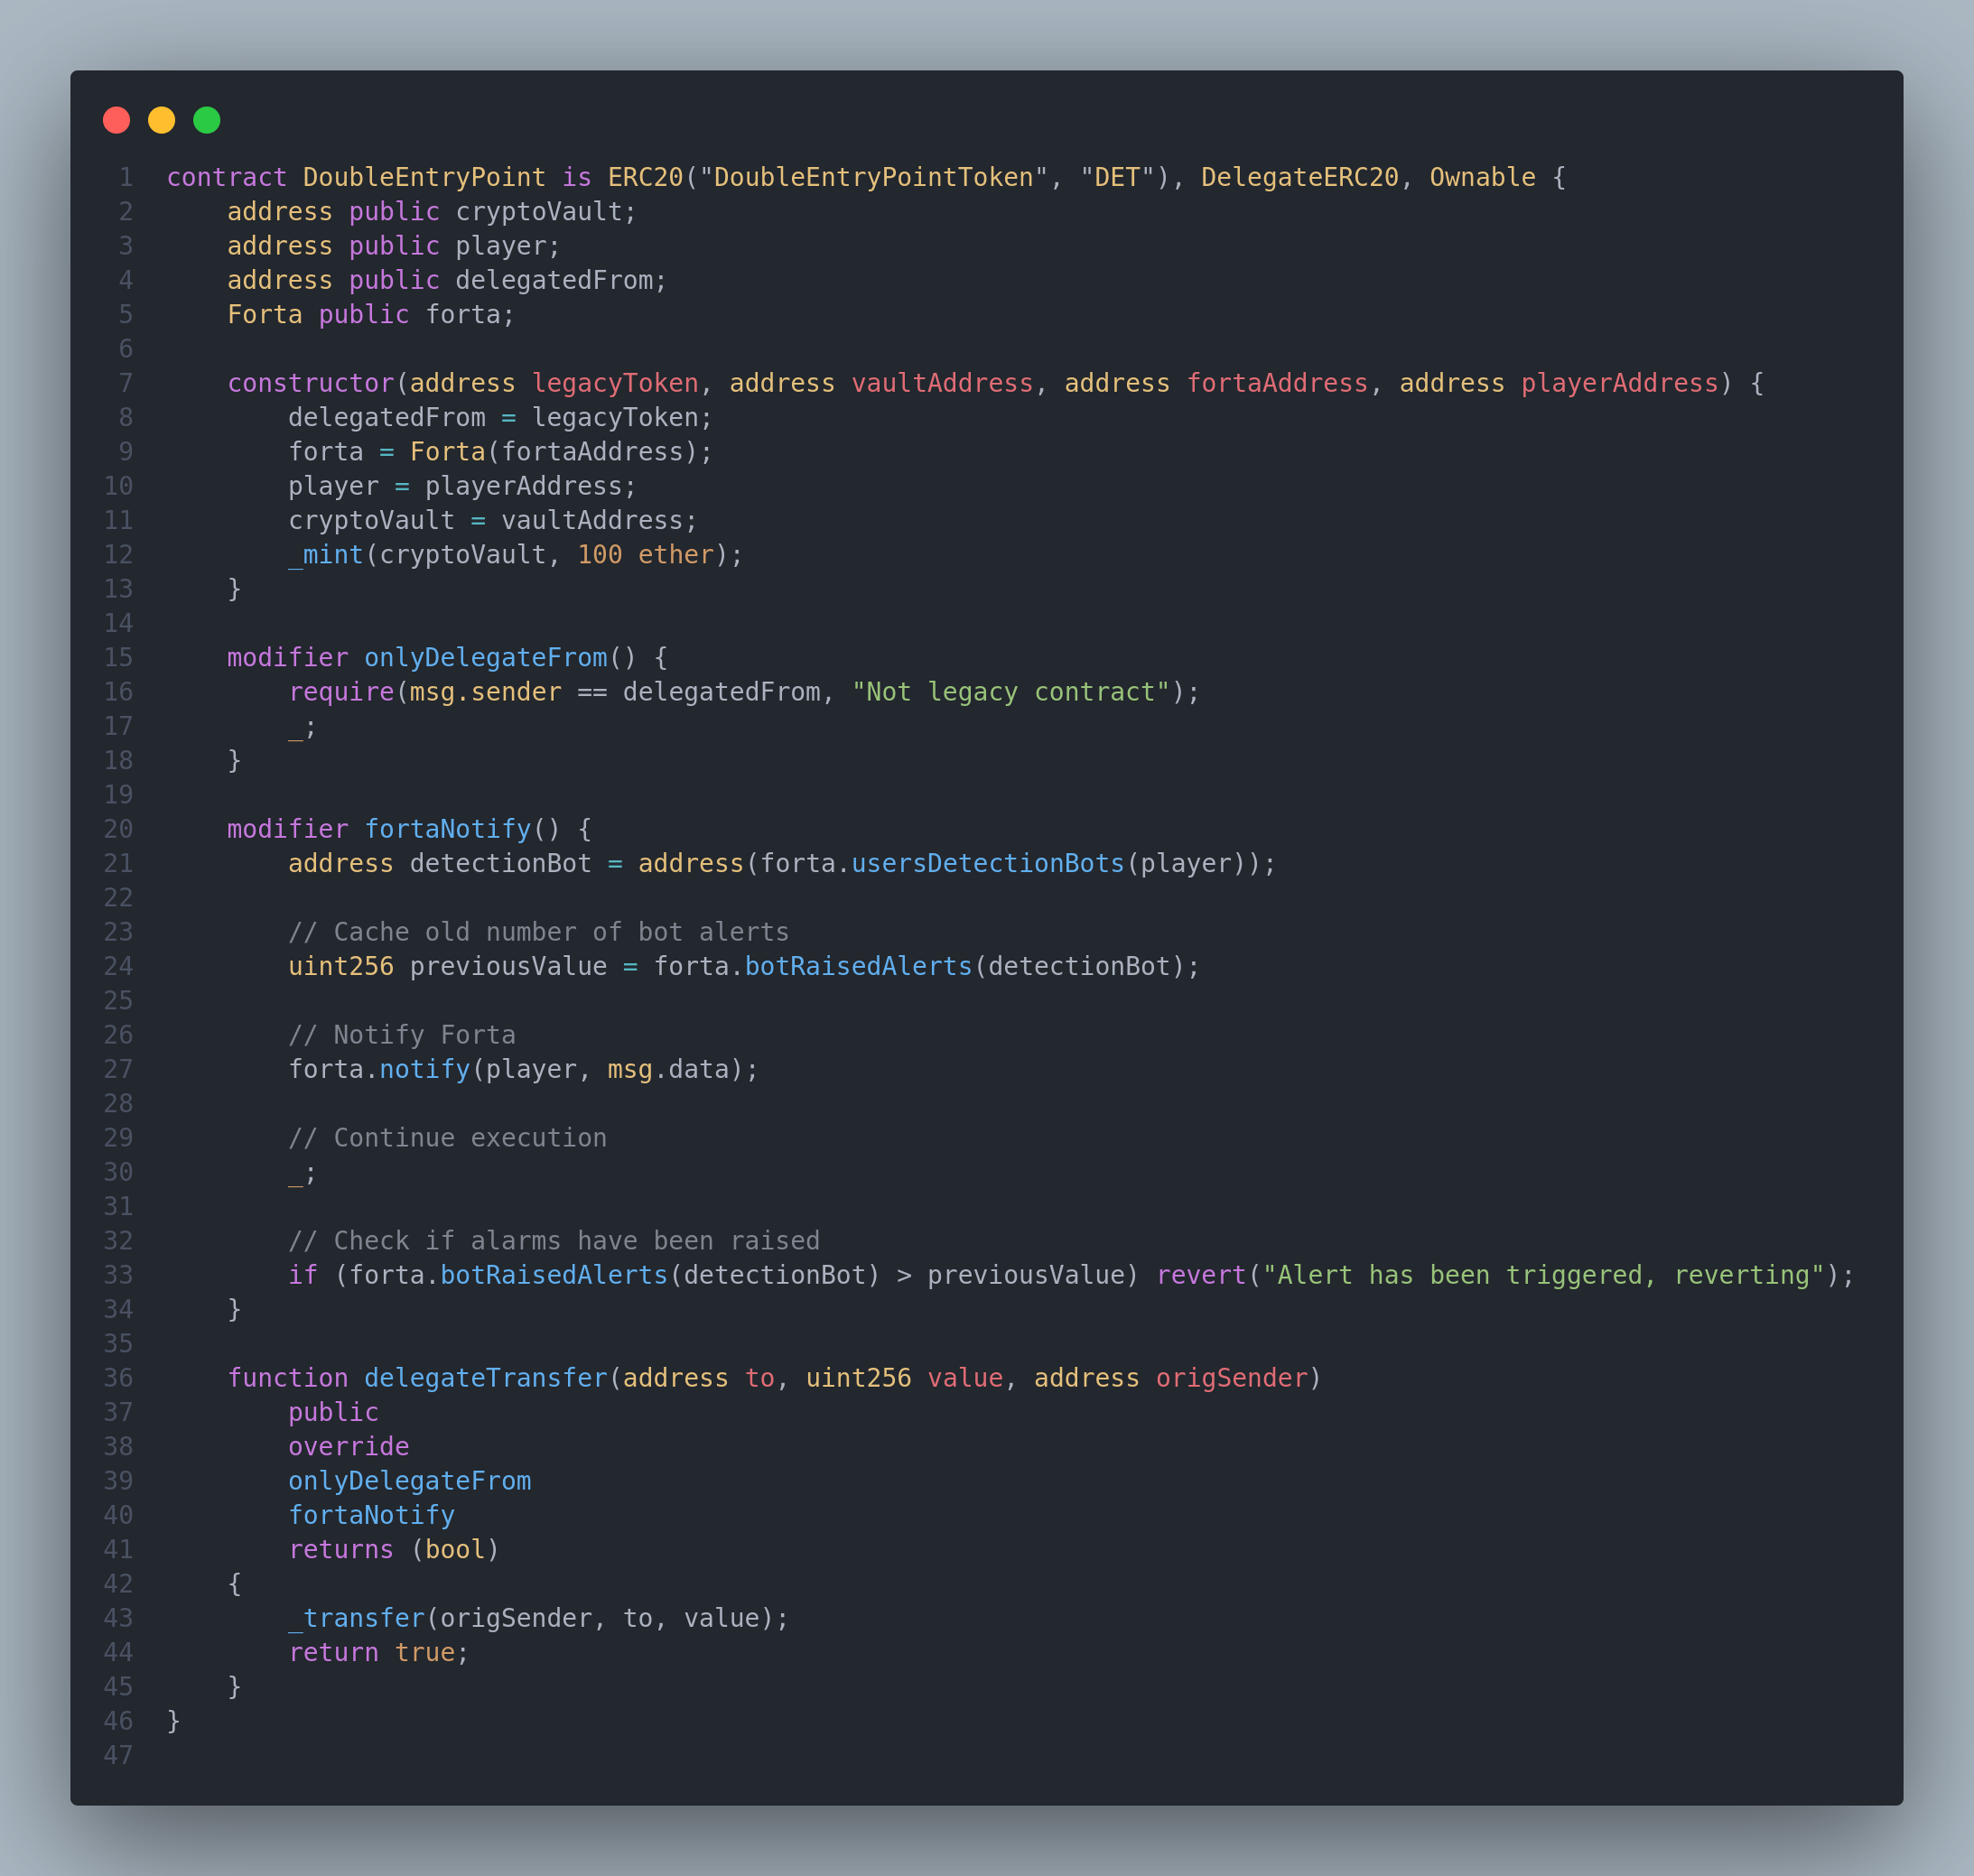 1 contract DoubleEntryPoint is ERC20("DoubleEntryPointToken", "DET"), DelegateERC20, Ownable {
2     address public cryptoVault;
3     address public player;
4     address public delegatedFrom;
5     Forta public forta;
6
7     constructor(address legacyToken, address vaultAddress, address fortaAddress, address playerAddress) {
8         delegatedFrom = legacyToken;
9         forta = Forta(fortaAddress);
10         player = playerAddress;
11         cryptoVault = vaultAddress;
12         _mint(cryptoVault, 100 ether);
13     }
14
15     modifier onlyDelegateFrom() {
16         require(msg.sender == delegatedFrom, "Not legacy contract");
17         _;
18     }
19
20     modifier fortaNotify() {
21         address detectionBot = address(forta.usersDetectionBots(player));
22
23         // Cache old number of bot alerts
24         uint256 previousValue = forta.botRaisedAlerts(detectionBot);
25
26         // Notify Forta
27         forta.notify(player, msg.data);
28
29         // Continue execution
30         _;
31
32         // Check if alarms have been raised
33         if (forta.botRaisedAlerts(detectionBot) > previousValue) revert("Alert has been triggered, reverting");
34     }
35
36     function delegateTransfer(address to, uint256 value, address origSender)
37         public
38         override
39         onlyDelegateFrom
40         fortaNotify
41         returns (bool)
42     {
43         _transfer(origSender, to, value);
44         return true;
45     }
46 }
47